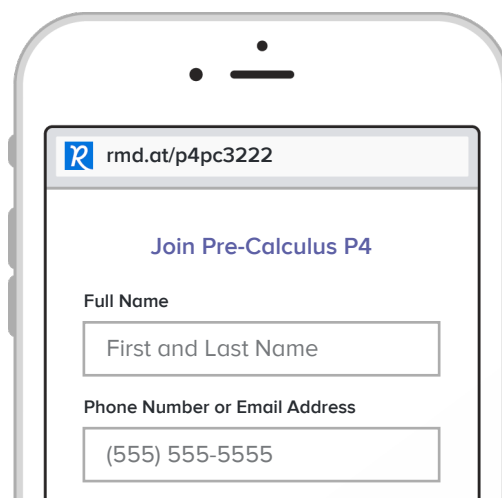 rmd.at/p4pc3222
Join Pre-Calculus P4
Full Name
First and Last Name
Phone Number or Email Address
(555) 555-5555